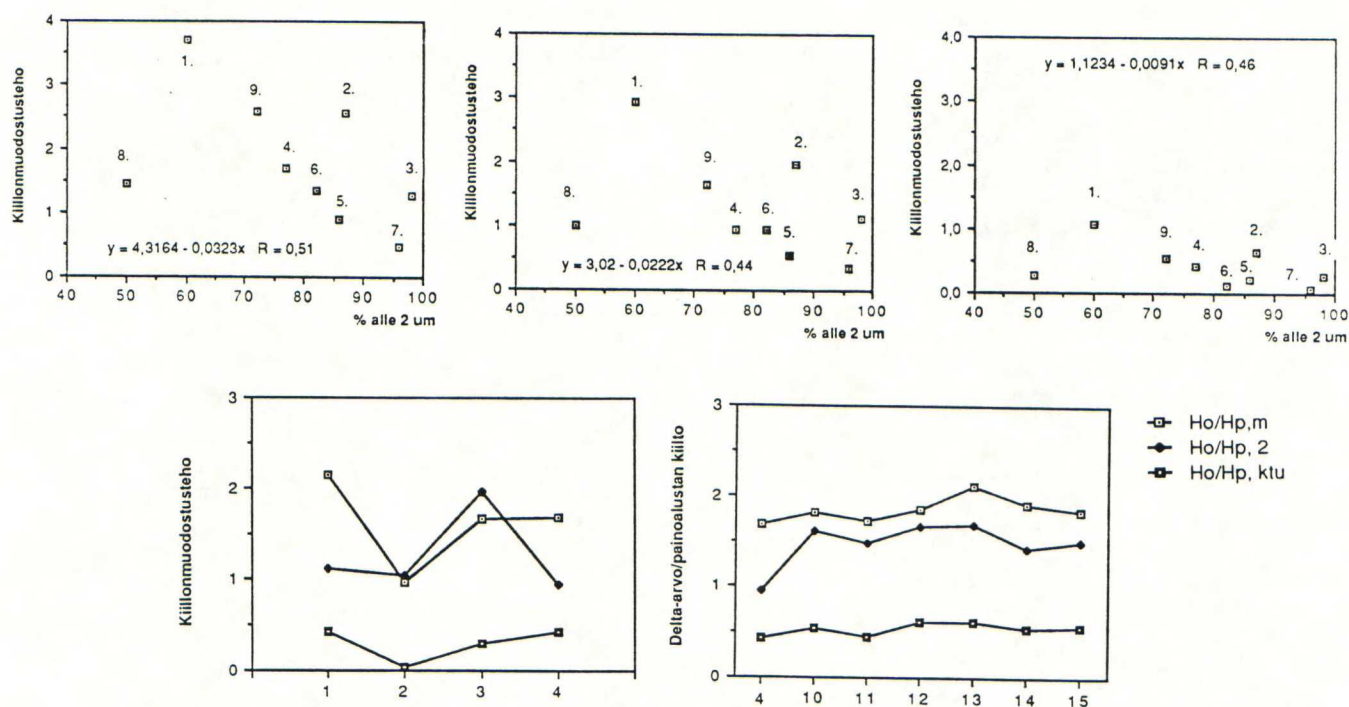 Kiillonmuodostusteho
4
3
2
1
0
1.
9.
2.
4.
8.
6.
3.
5.
7.
y = 4,3164 - 0,0323x R = 0,51
40 50 60 70 80 90 100
% alle 2 um
Kiillonmuodostusteho
4
3
2
1
0
1.
2.
9.
8.
4.
6.
3.
5.
7.
y = 3,02 - 0,0222x R = 0,44
40 50 60 70 80 90 100
% alle 2 um
Kiillonmuodostusteho
4,0
3,0
2,0
1,0
0,0
y = 1,1234 - 0,0091x R = 0,46
1.
9.
2.
8.
4.
3.
6.
5.
7.
40 50 60 70 80 90 100
% alle 2 um
Kiillonmuodostusteho
3
2
1
0
1 2 3 4
Delta-arvo/painoalustan kiilto
3
2
1
0
4 10 11 12 13 14 15
Ho/Hp,m
Ho/Hp, 2
Ho/Hp, ktu